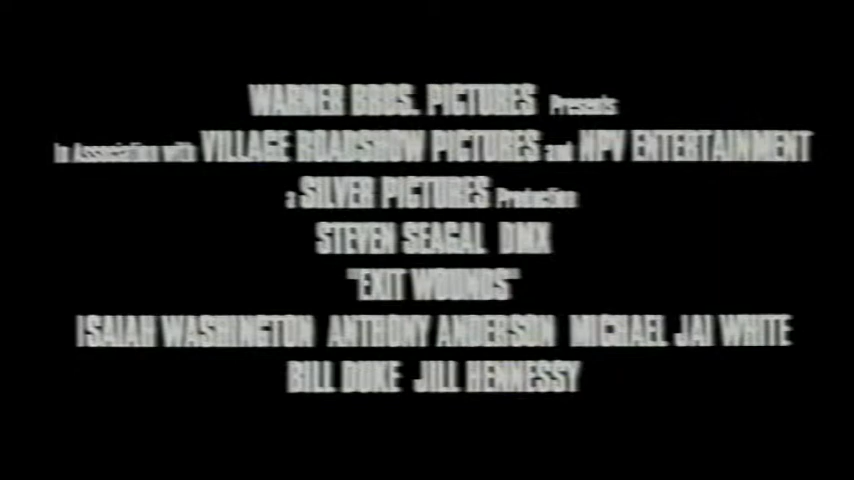 WARNER BROS. PICTURES Presents
In Association with VILLAGE ROADSHOW PICTURES and NPV ENTERTAINMENT
a SILVER PICTURES Production
STEVEN SEAGAL DMX
"EXIT WOUNDS"
ISAIAH WASHINGTON ANTHONY ANDERSON MICHAEL JAI WHITE
BILL DUKE JILL HENNESSY